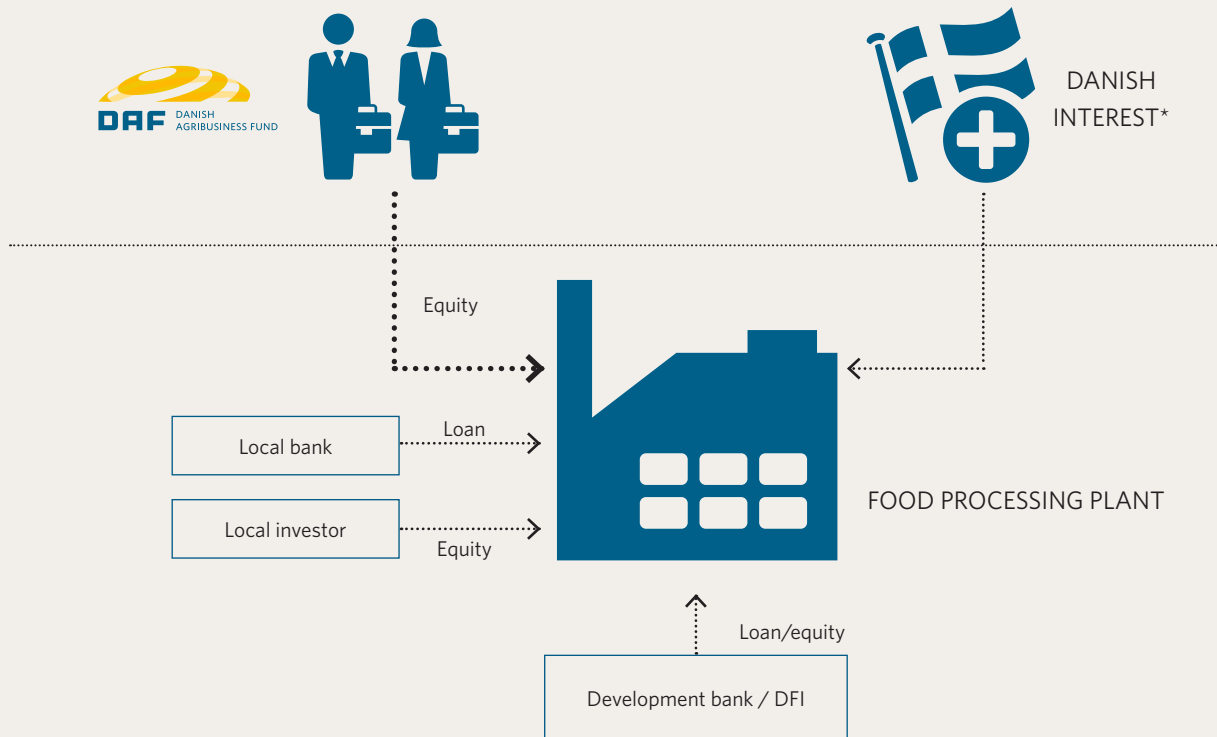 DAF DANISH
AGRIBUSINESS FUND
DANISH
INTEREST*
Equity
Local bank
Loan
Local investor
Equity
FOOD PROCESSING PLANT
Loan/equity
Development bank / DFI